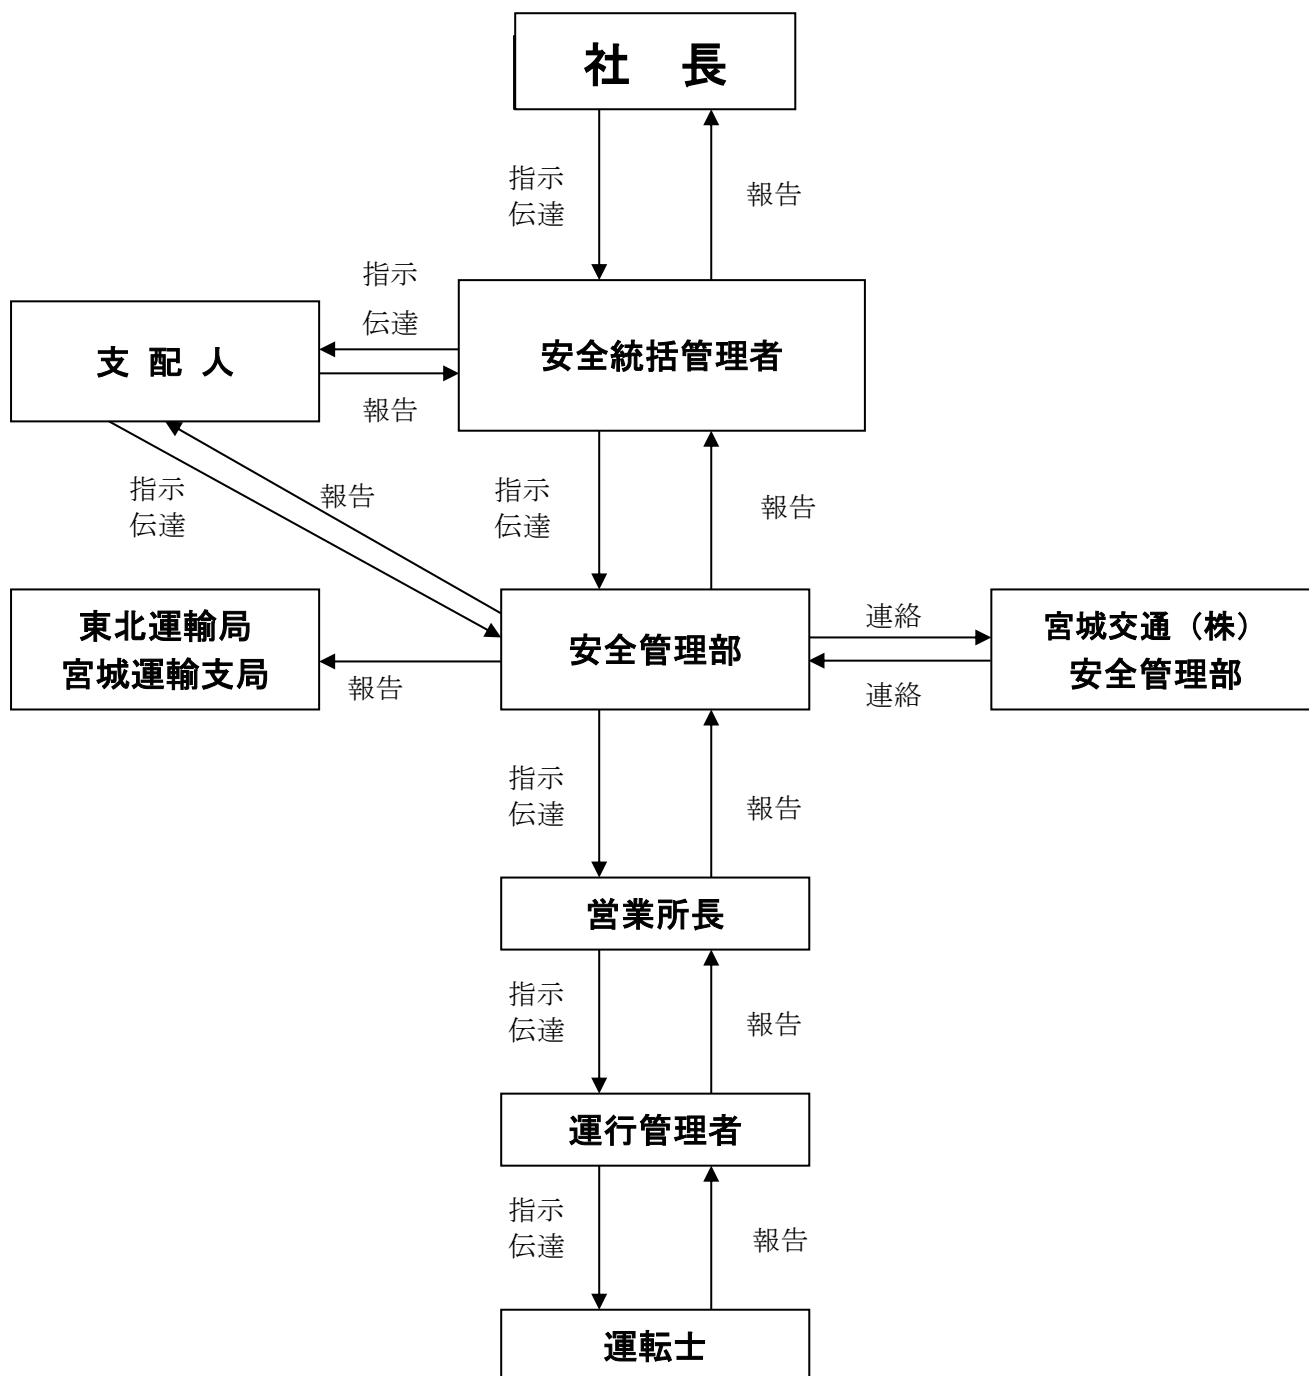 社　長
指示
伝達
報告
指示
伝達
支 配 人
安全統括管理者
報告
指示
伝達
報告
指示
伝達
報告
東北運輸局
宮城運輸支局
報告
安全管理部
連絡
連絡
宮城交通（株）
安全管理部
指示
伝達
報告
営業所長
指示
伝達
報告
運行管理者
指示
伝達
報告
運転士